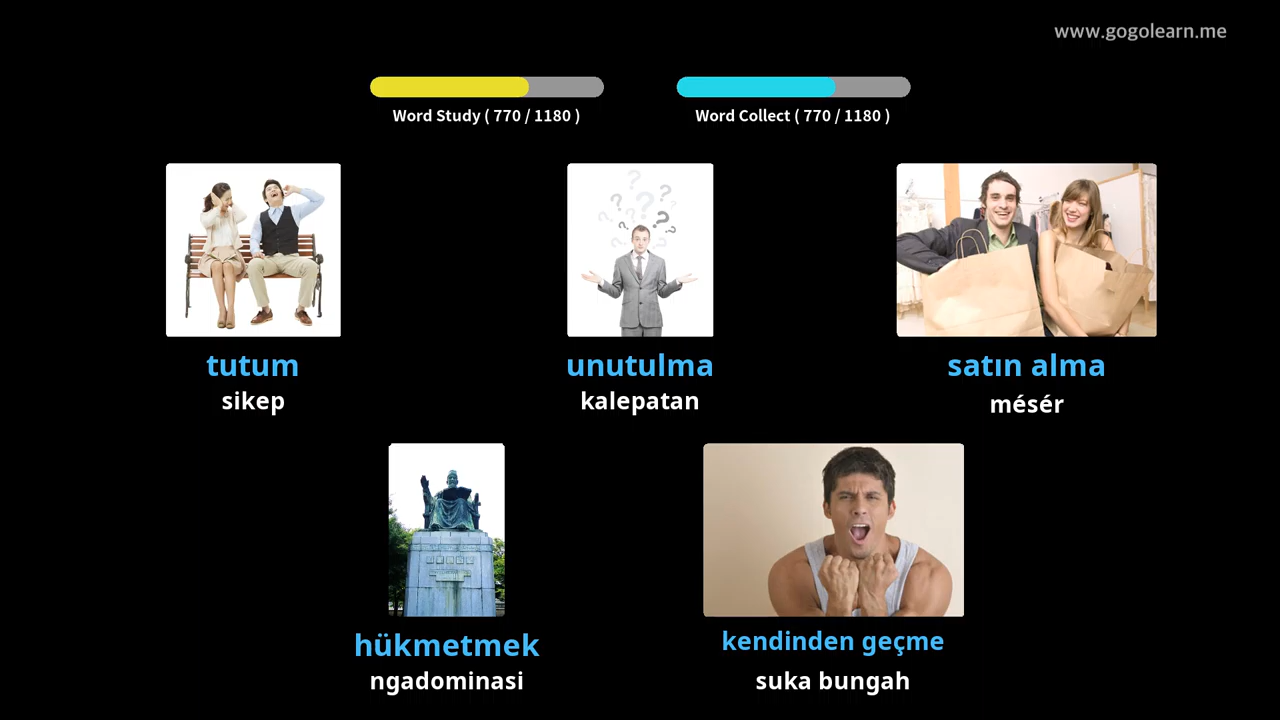 www.gogolearn.me
Word Study ( 770 / 1180 )
Word Collect ( 770 / 1180 )
tutum
sikep
unutulma
kalepatan
satın alma
mésér
hükmetmek
ngadominasi
kendinden geçme
suka bungah